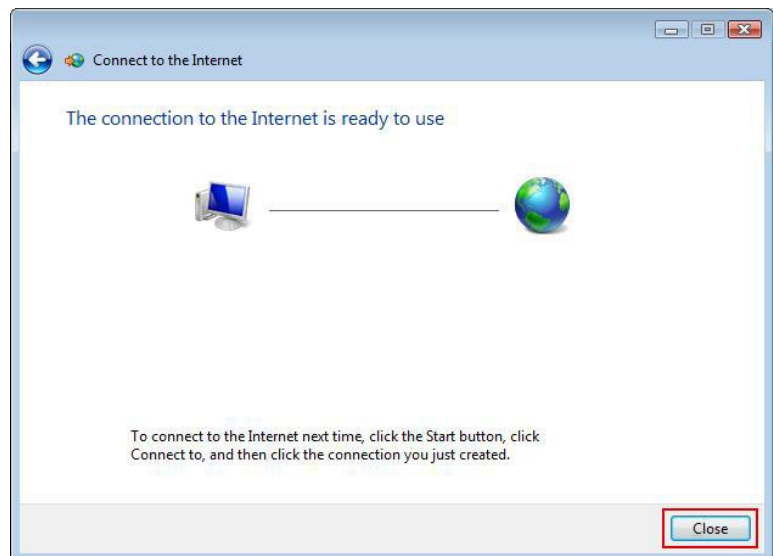 Connect to the Internet
The connection to the Internet is ready to use
To connect to the Internet next time, click the Start button, click
Connect to, and then click the connection you just created.
Close